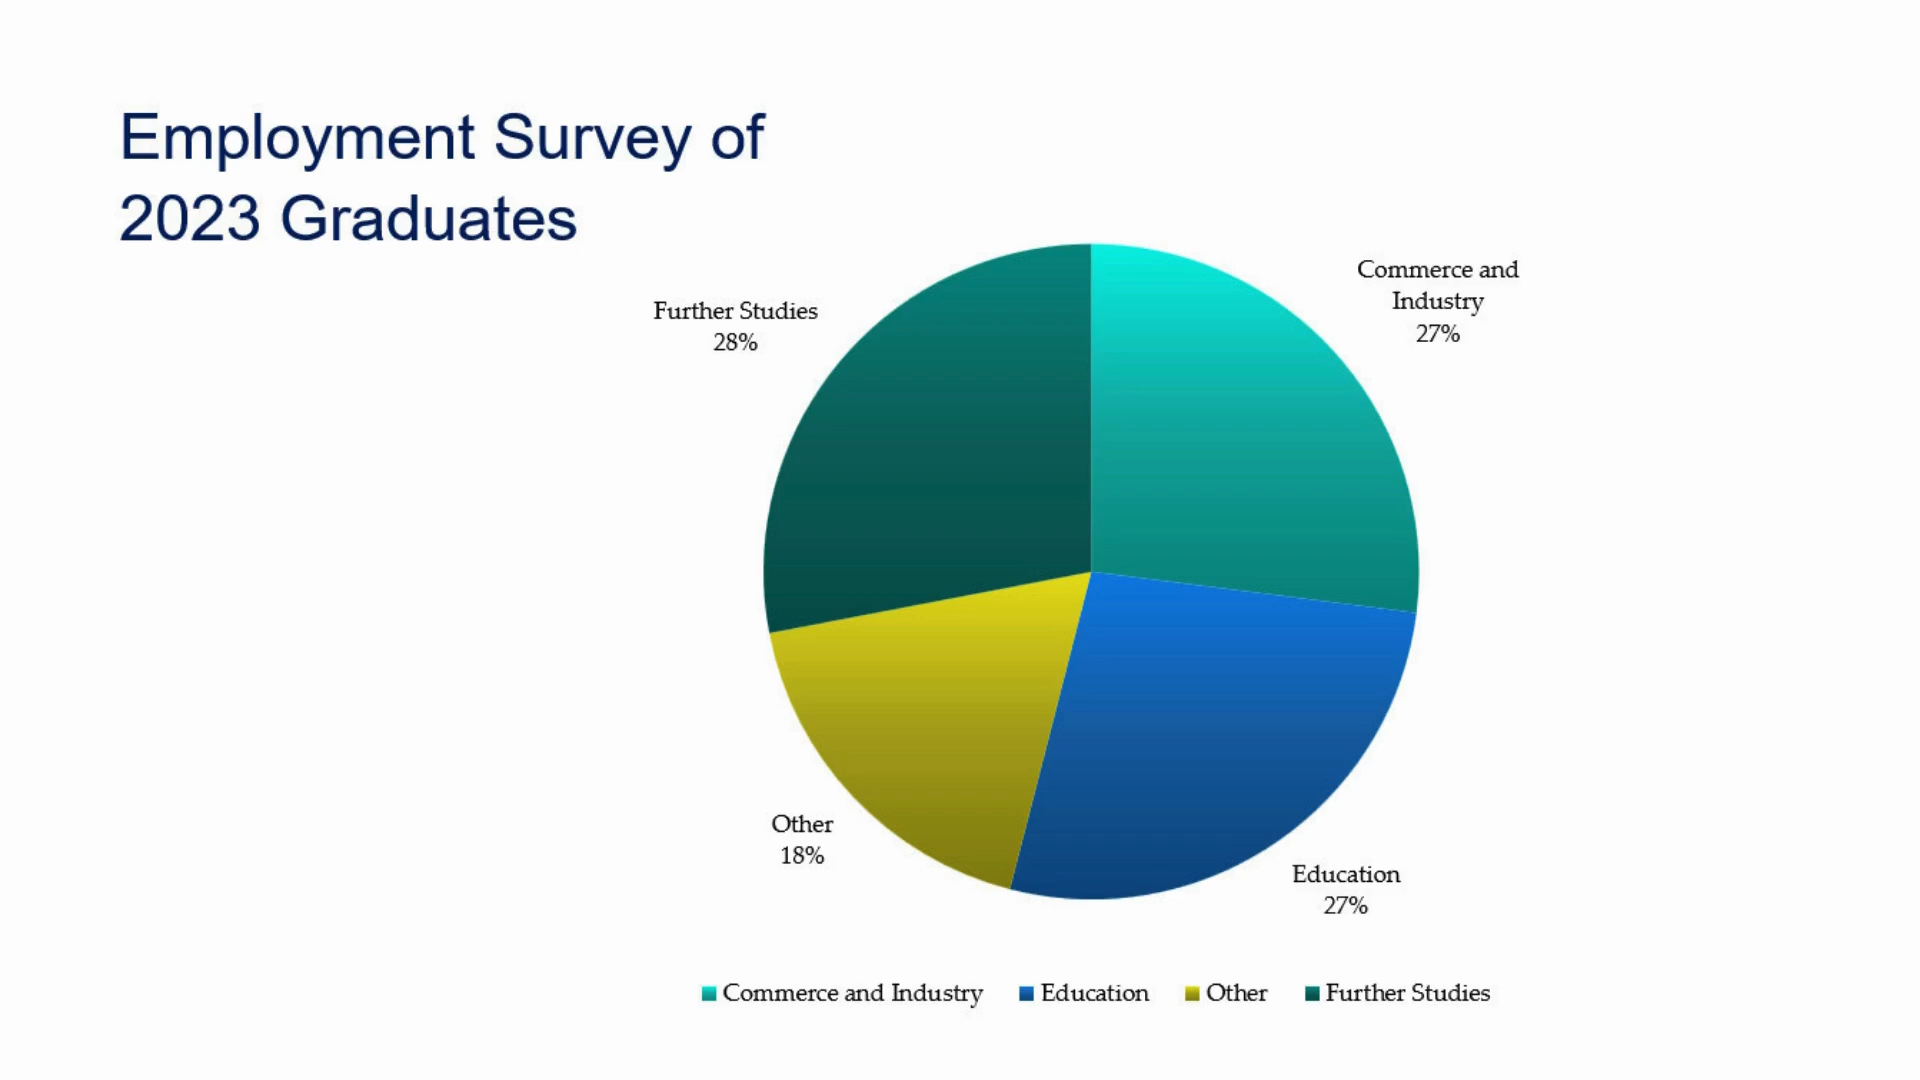 Employment Survey of
2023 Graduates
Commerce and
Industry
27%
Further Studies
28%
Other
18%
Education
27%
Commerce and Industry Education Other Further Studies